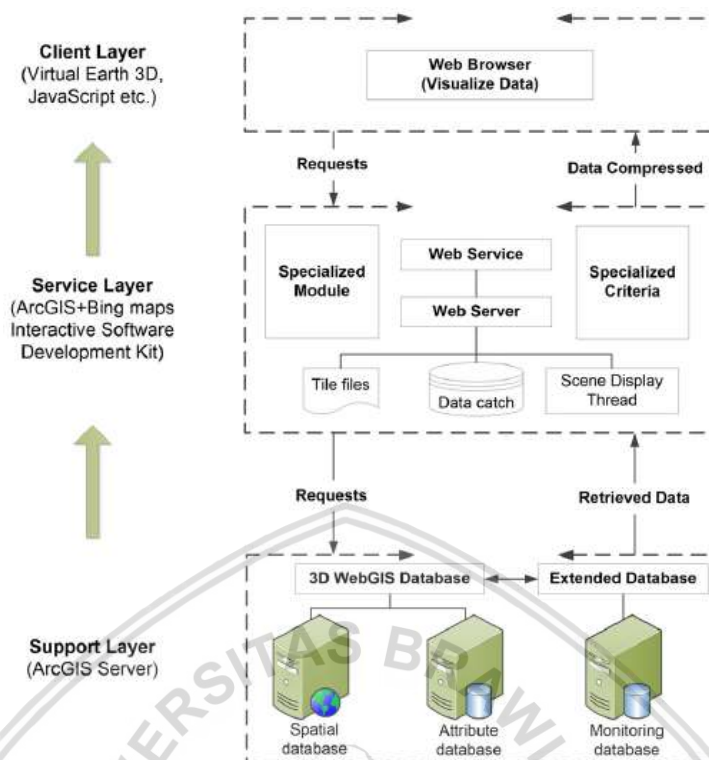 Client Layer
(Virtual Earth 3D,
JavaScript etc.)
Web Browser
(Visualize Data)
Requests
Data Compressed
Service Layer
(ArcGIS+Bing maps
Interactive Software
Development Kit)
Specialized
Module
Web Service
Web Server
Specialized
Criteria
Tile files
Data catch
Scene Display
Thread
Requests
Retrieved Data
3D WebGIS Database
Extended Database
Support Layer
(ArcGIS Server)
Spatial
database
Attribute
database
Monitoring
database